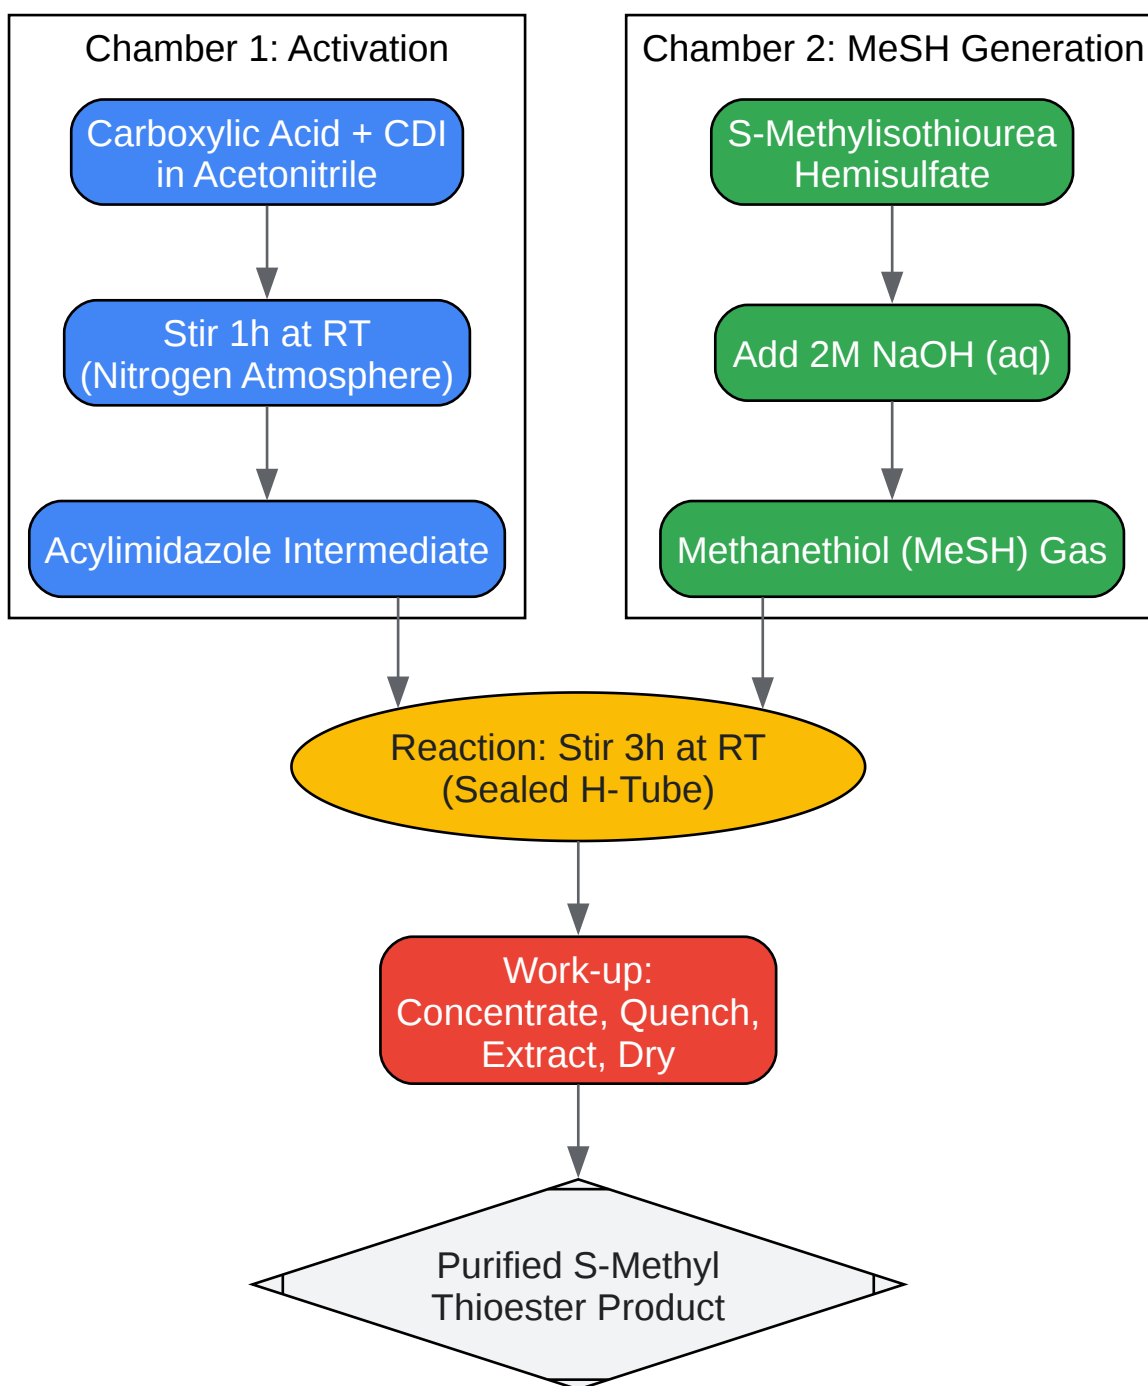 Chamber 1: Activation
Carboxylic Acid + CDI
in Acetonitrile
Stir 1h at RT
(Nitrogen Atmosphere)
Acylimidazole Intermediate
Chamber 2: MeSH Generation
S-Methylisothiourea
Hemisulfate
Add 2M NaOH (aq)
Methanethiol (MeSH) Gas
Reaction: Stir 3h at RT
(Sealed H-Tube)
Work-up:
Concentrate, Quench,
Extract, Dry
Purified S-Methyl
Thioester Product